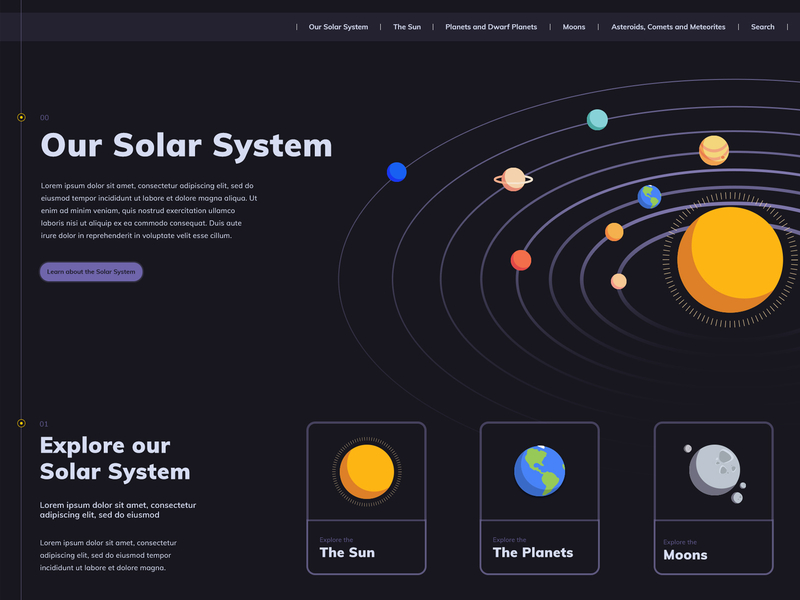 Our Solar System | The Sun | Planets and Dwarf Planets | Moons | Asteroids, Comets and Meteorites | Search |
00
Our Solar System
Lorem ipsum dolor sit amet, consectetur adipiscing elit, sed do
eiusmod tempor incididunt ut labore et dolore magna aliqua. Ut
enim ad minim veniam, quis nostrud exercitation ullamco
laboris nisi ut aliquip ex ea commodo consequat. Duis aute
irure dolor in reprehenderit in voluptate velit esse cillum.
Learn about the Solar System
01
Explore our
Solar System
Lorem ipsum dolor sit amet, consectetur
adipiscing elit, sed do eiusmod
Lorem ipsum dolor sit amet, consectetur
adipiscing elit, sed do eiusmod tempor
incididunt ut labore et dolore magna.
Explore the
The Sun
Explore the
The Planets
Explore the
Moons